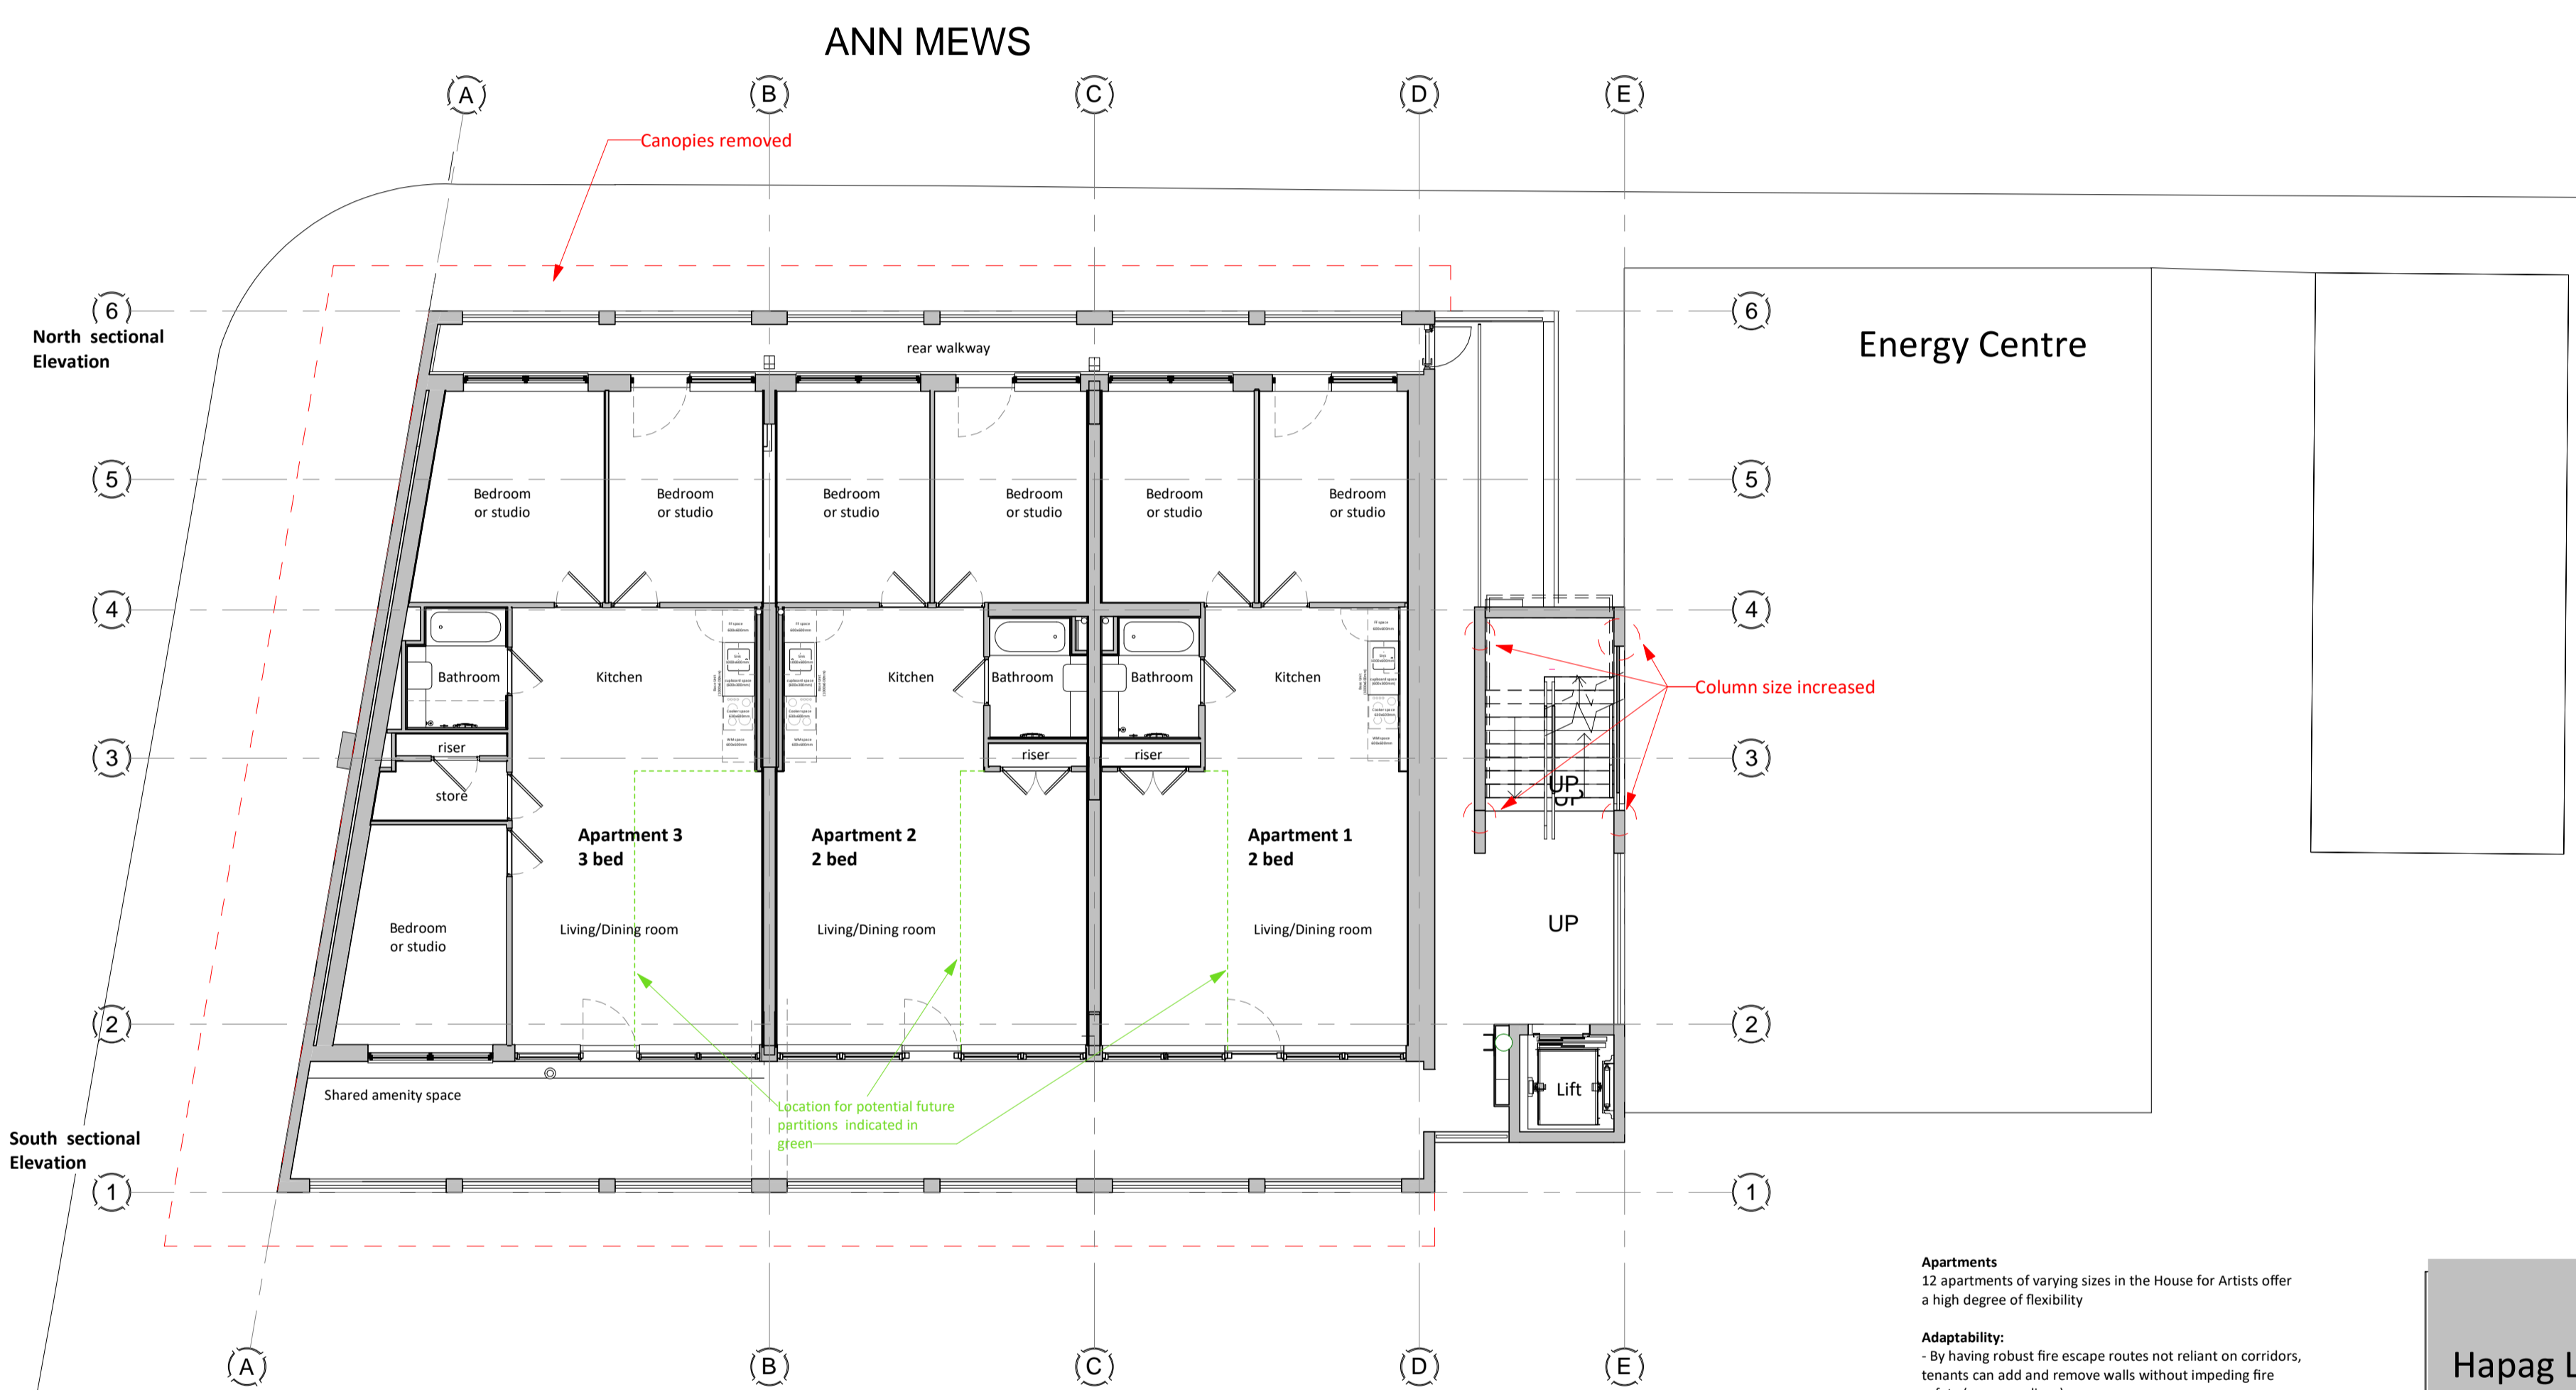 ANN MEWS
A
B
C
D
E
Canopies removed
6
North sectional
Elevation
rear walkway
6
Energy Centre
5
Bedroom
or studio
Bedroom
or studio
Bedroom
or studio
Bedroom
or studio
Bedroom
or studio
Bedroom
or studio
5
4
4
Bathroom
Kitchen
Kitchen
Bathroom
Bathroom
Kitchen
Column size increased
3
riser
riser
riser
3
store
UP
UP
Apartment 3
3 bed
Apartment 2
2 bed
Apartment 1
2 bed
Bedroom
or studio
Living/Dining room
Living/Dining room
Living/Dining room
UP
2
2
Shared amenity space
Lift
Location for potential future
partitions indicated in
green
South sectional
Elevation
1
1
Apartments
12 apartments of varying sizes in the House for Artists offer
a high degree of flexibility
Adaptability:
- By having robust fire escape routes not reliant on corridors,
tenants can add and remove walls without impeding fire
Hapag L
A
B
C
D
E